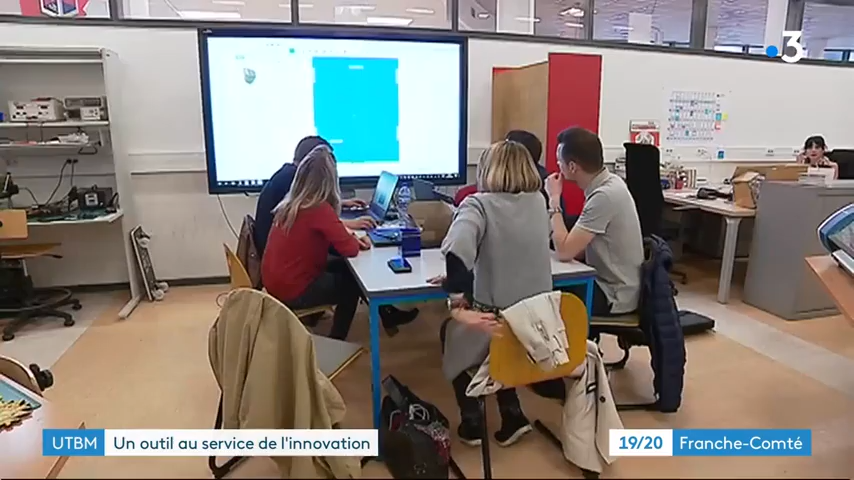 3
UTBM Un outil au service de l'innovation
19/20 Franche-Comté